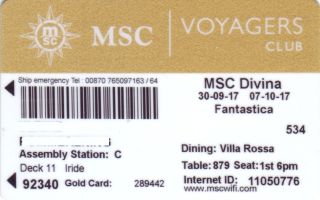 MSC
MSC
VOYAGERS
CLUB
Ship emergency Tel : 00870 765097163 / 64
MSC Divina
30-09-17 07-10-17
Fantastica
534
Assembly Station: C
Dining: Villa Rossa
Deck 11 Iride
Table: 879 Seat:1st 6pm
92340 Gold Card: 289442
Internet ID: 11050776
www.mscwifi.com